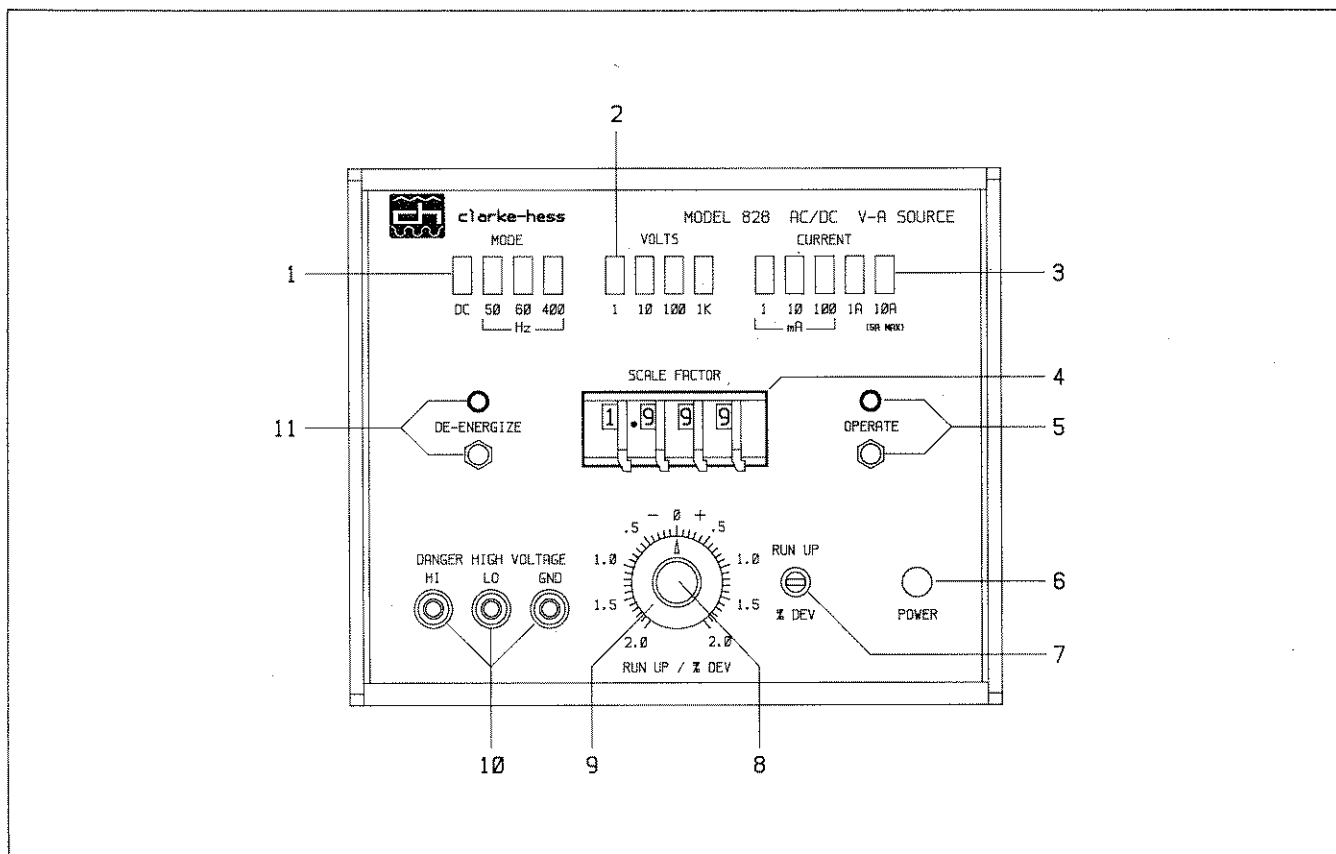 2
clarke-hess MODEL 828 AC/DC V-A SOURCE
MODE VOLTS CURRENT
1 3
DC 50 60 400 1 10 100 1K 1 10 100 1A 10A
Hz mA (5A MAX)
SCALE FACTOR 4
1 .9 9 9
11 DE-ENERGIZE OPERATE 5
- 0 +
.5 .5
RUN UP
DANGER HIGH VOLTAGE 1.0 1.0
HI LO GND 6
1.5 1.5
% DEV POWER
2.0 2.0
7
RUN UP / % DEV
10 9 8